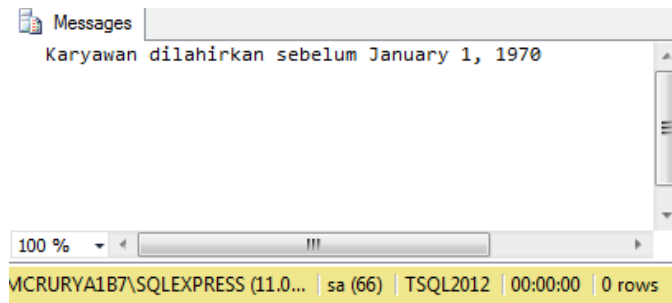 Messages
Karyawan dilahirkan sebelum January 1, 1970
100 %
MCRURYA1B7\SQLEXPRESS (11.0... sa (66) TSQL2012 00:00:00 0 rows